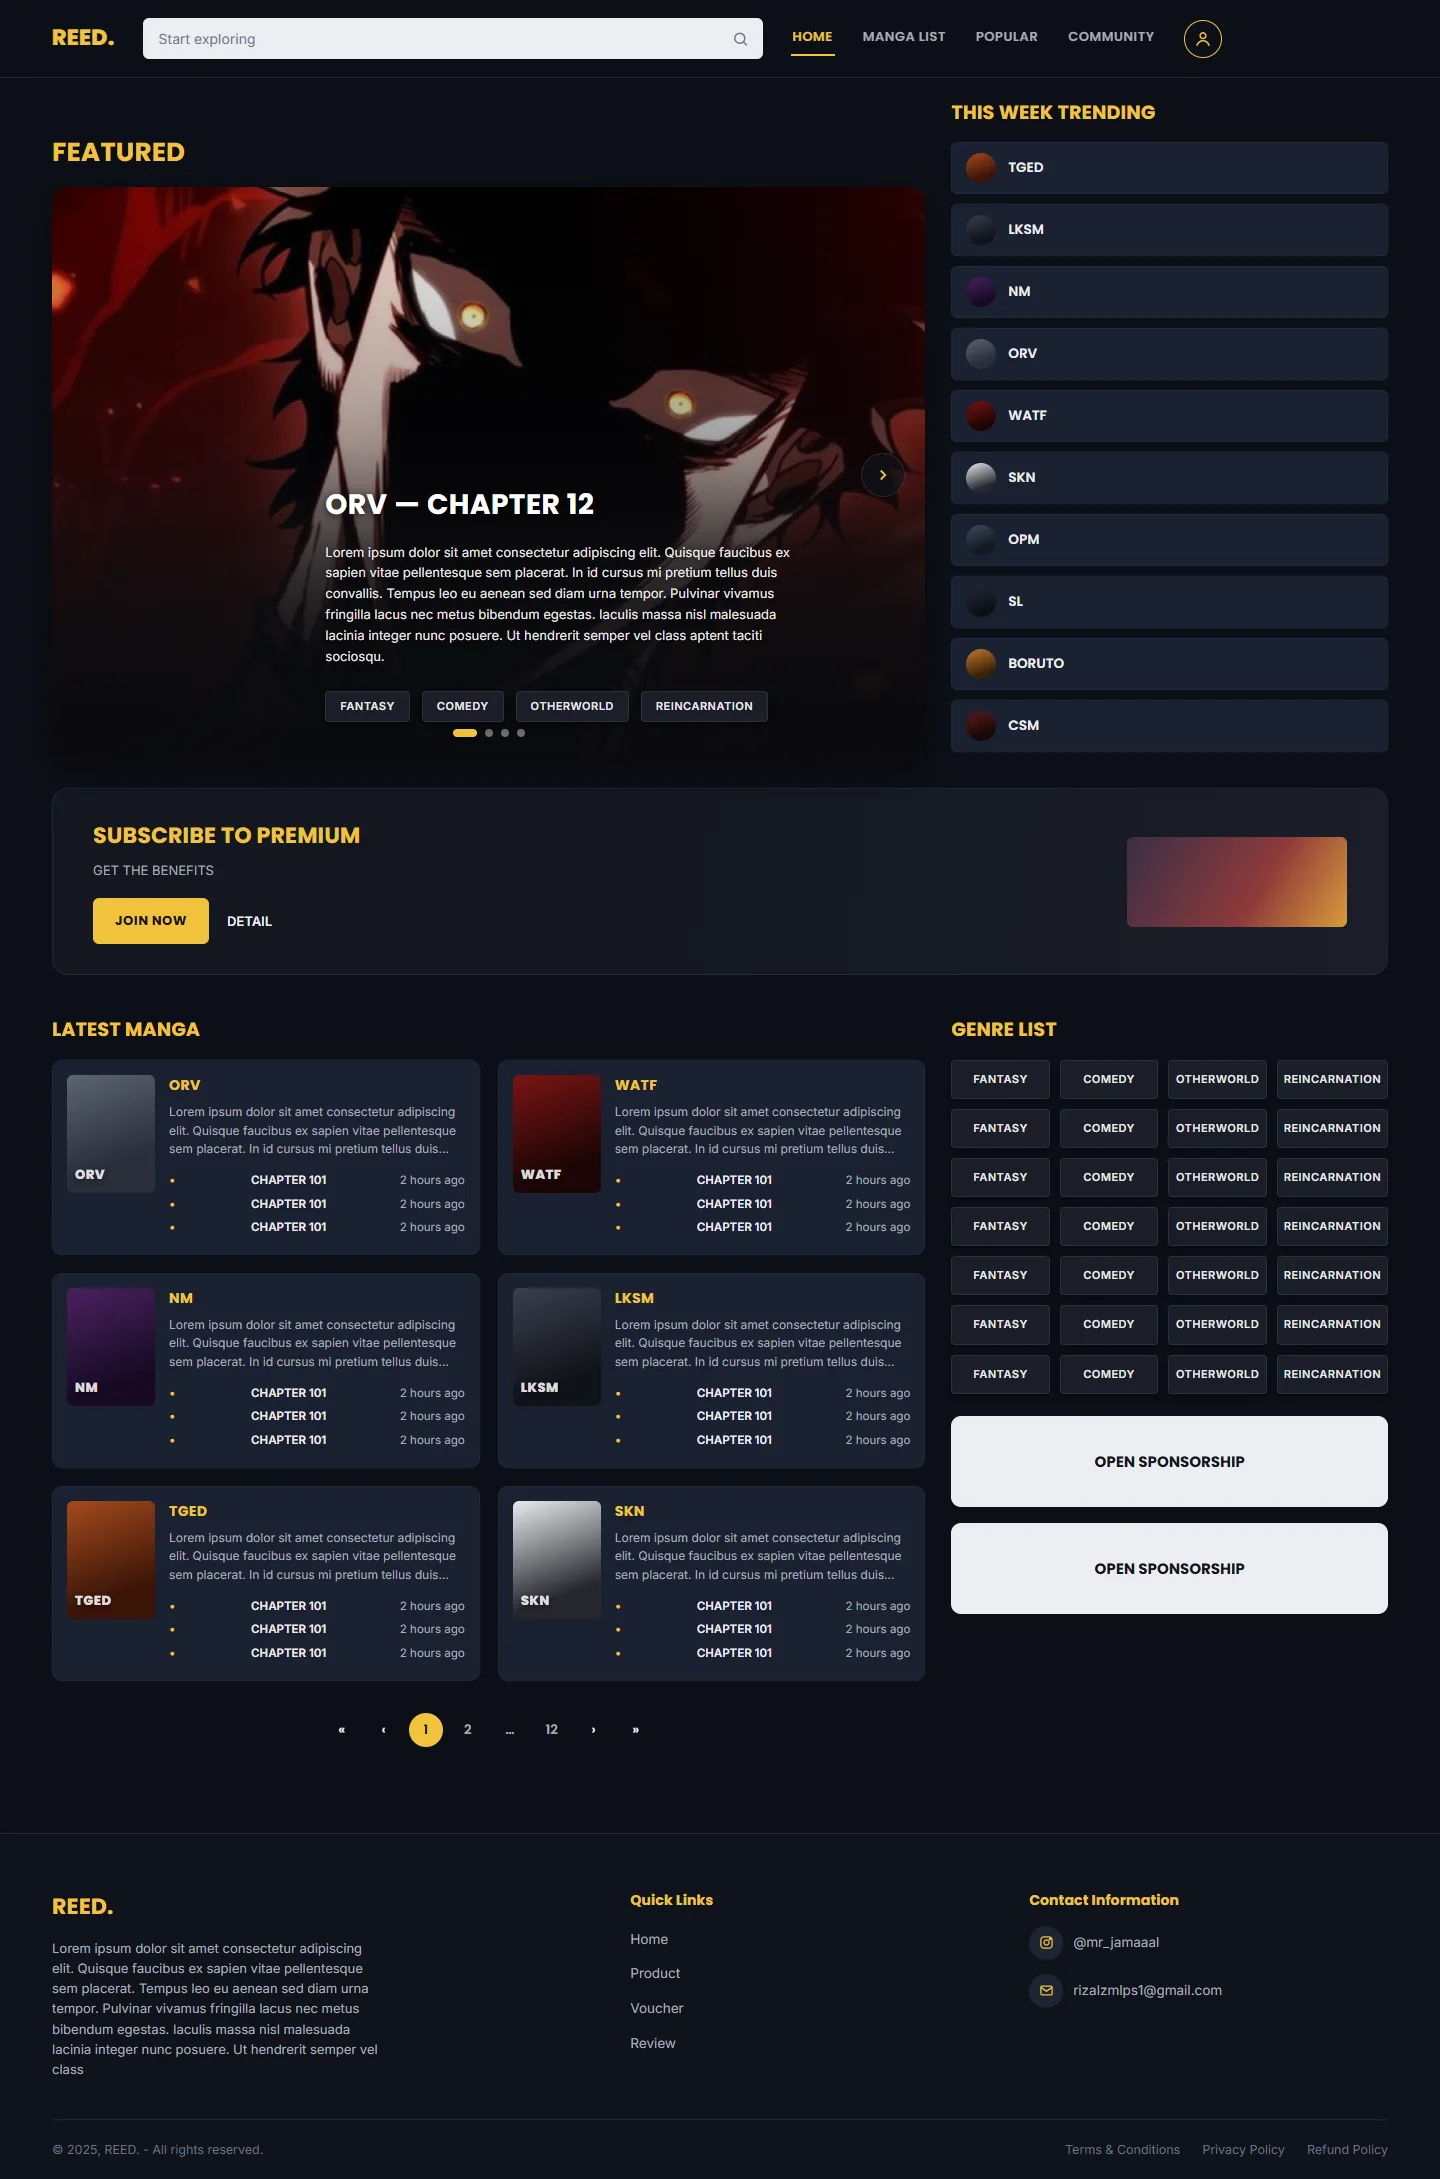 REED.
Start exploring
HOME
MANGA LIST
POPULAR
COMMUNITY
FEATURED
ORV — CHAPTER 12
Lorem ipsum dolor sit amet consectetur adipiscing elit. Quisque faucibus ex
sapien vitae pellentesque sem placerat. In id cursus mi pretium tellus duis
convallis. Tempus leo eu aenean sed diam urna tempor. Pulvinar vivamus
fringilla lacus nec metus bibendum egestas. Iaculis massa nisl malesuada
lacinia integer nunc posuere. Ut hendrerit semper vel class aptent taciti
sociosqu.
FANTASY
COMEDY
OTHERWORLD
REINCARNATION
THIS WEEK TRENDING
TGED
LKSM
NM
ORV
WATF
SKN
OPM
SL
BORUTO
CSM
SUBSCRIBE TO PREMIUM
GET THE BENEFITS
JOIN NOW
DETAIL
LATEST MANGA
ORV
ORV
Lorem ipsum dolor sit amet consectetur adipiscing
elit. Quisque faucibus ex sapien vitae pellentesque
sem placerat. In id cursus mi pretium tellus duis...
• CHAPTER 101 2 hours ago
• CHAPTER 101 2 hours ago
• CHAPTER 101 2 hours ago
WATF
WATF
Lorem ipsum dolor sit amet consectetur adipiscing
elit. Quisque faucibus ex sapien vitae pellentesque
sem placerat. In id cursus mi pretium tellus duis...
• CHAPTER 101 2 hours ago
• CHAPTER 101 2 hours ago
• CHAPTER 101 2 hours ago
NM
NM
Lorem ipsum dolor sit amet consectetur adipiscing
elit. Quisque faucibus ex sapien vitae pellentesque
sem placerat. In id cursus mi pretium tellus duis...
• CHAPTER 101 2 hours ago
• CHAPTER 101 2 hours ago
• CHAPTER 101 2 hours ago
LKSM
LKSM
Lorem ipsum dolor sit amet consectetur adipiscing
elit. Quisque faucibus ex sapien vitae pellentesque
sem placerat. In id cursus mi pretium tellus duis...
• CHAPTER 101 2 hours ago
• CHAPTER 101 2 hours ago
• CHAPTER 101 2 hours ago
TGED
TGED
Lorem ipsum dolor sit amet consectetur adipiscing
elit. Quisque faucibus ex sapien vitae pellentesque
sem placerat. In id cursus mi pretium tellus duis...
• CHAPTER 101 2 hours ago
• CHAPTER 101 2 hours ago
• CHAPTER 101 2 hours ago
SKN
SKN
Lorem ipsum dolor sit amet consectetur adipiscing
elit. Quisque faucibus ex sapien vitae pellentesque
sem placerat. In id cursus mi pretium tellus duis...
• CHAPTER 101 2 hours ago
• CHAPTER 101 2 hours ago
• CHAPTER 101 2 hours ago
« ‹ 1 2 ... 12 › »
GENRE LIST
FANTASY COMEDY OTHERWORLD REINCARNATION
FANTASY COMEDY OTHERWORLD REINCARNATION
FANTASY COMEDY OTHERWORLD REINCARNATION
FANTASY COMEDY OTHERWORLD REINCARNATION
FANTASY COMEDY OTHERWORLD REINCARNATION
FANTASY COMEDY OTHERWORLD REINCARNATION
FANTASY COMEDY OTHERWORLD REINCARNATION
OPEN SPONSORSHIP
OPEN SPONSORSHIP
REED.
Lorem ipsum dolor sit amet consectetur adipiscing
elit. Quisque faucibus ex sapien vitae pellentesque
sem placerat. Tempus leo eu aenean sed diam urna
tempor. Pulvinar vivamus fringilla lacus nec metus
bibendum egestas. Iaculis massa nisl malesuada
lacinia integer nunc posuere. Ut hendrerit semper vel
class
Quick Links
Home
Product
Voucher
Review
Contact Information
@mr_jamaaal
rizalzmlps1@gmail.com
© 2025, REED. - All rights reserved.
Terms & Conditions
Privacy Policy
Refund Policy